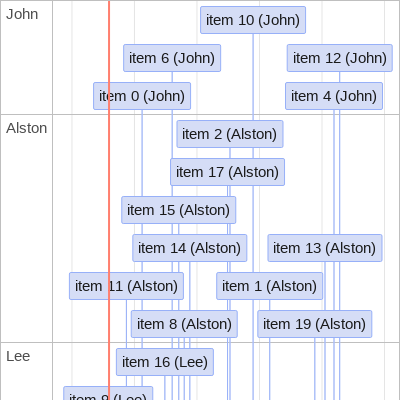 John
item 10 (John)
item 6 (John)
item 12 (John)
item 0 (John)
item 4 (John)
Alston
item 2 (Alston)
item 17 (Alston)
item 15 (Alston)
item 14 (Alston)
item 13 (Alston)
item 11 (Alston)
item 1 (Alston)
item 8 (Alston)
item 19 (Alston)
Lee
item 16 (Lee)
item 9 (Lee)